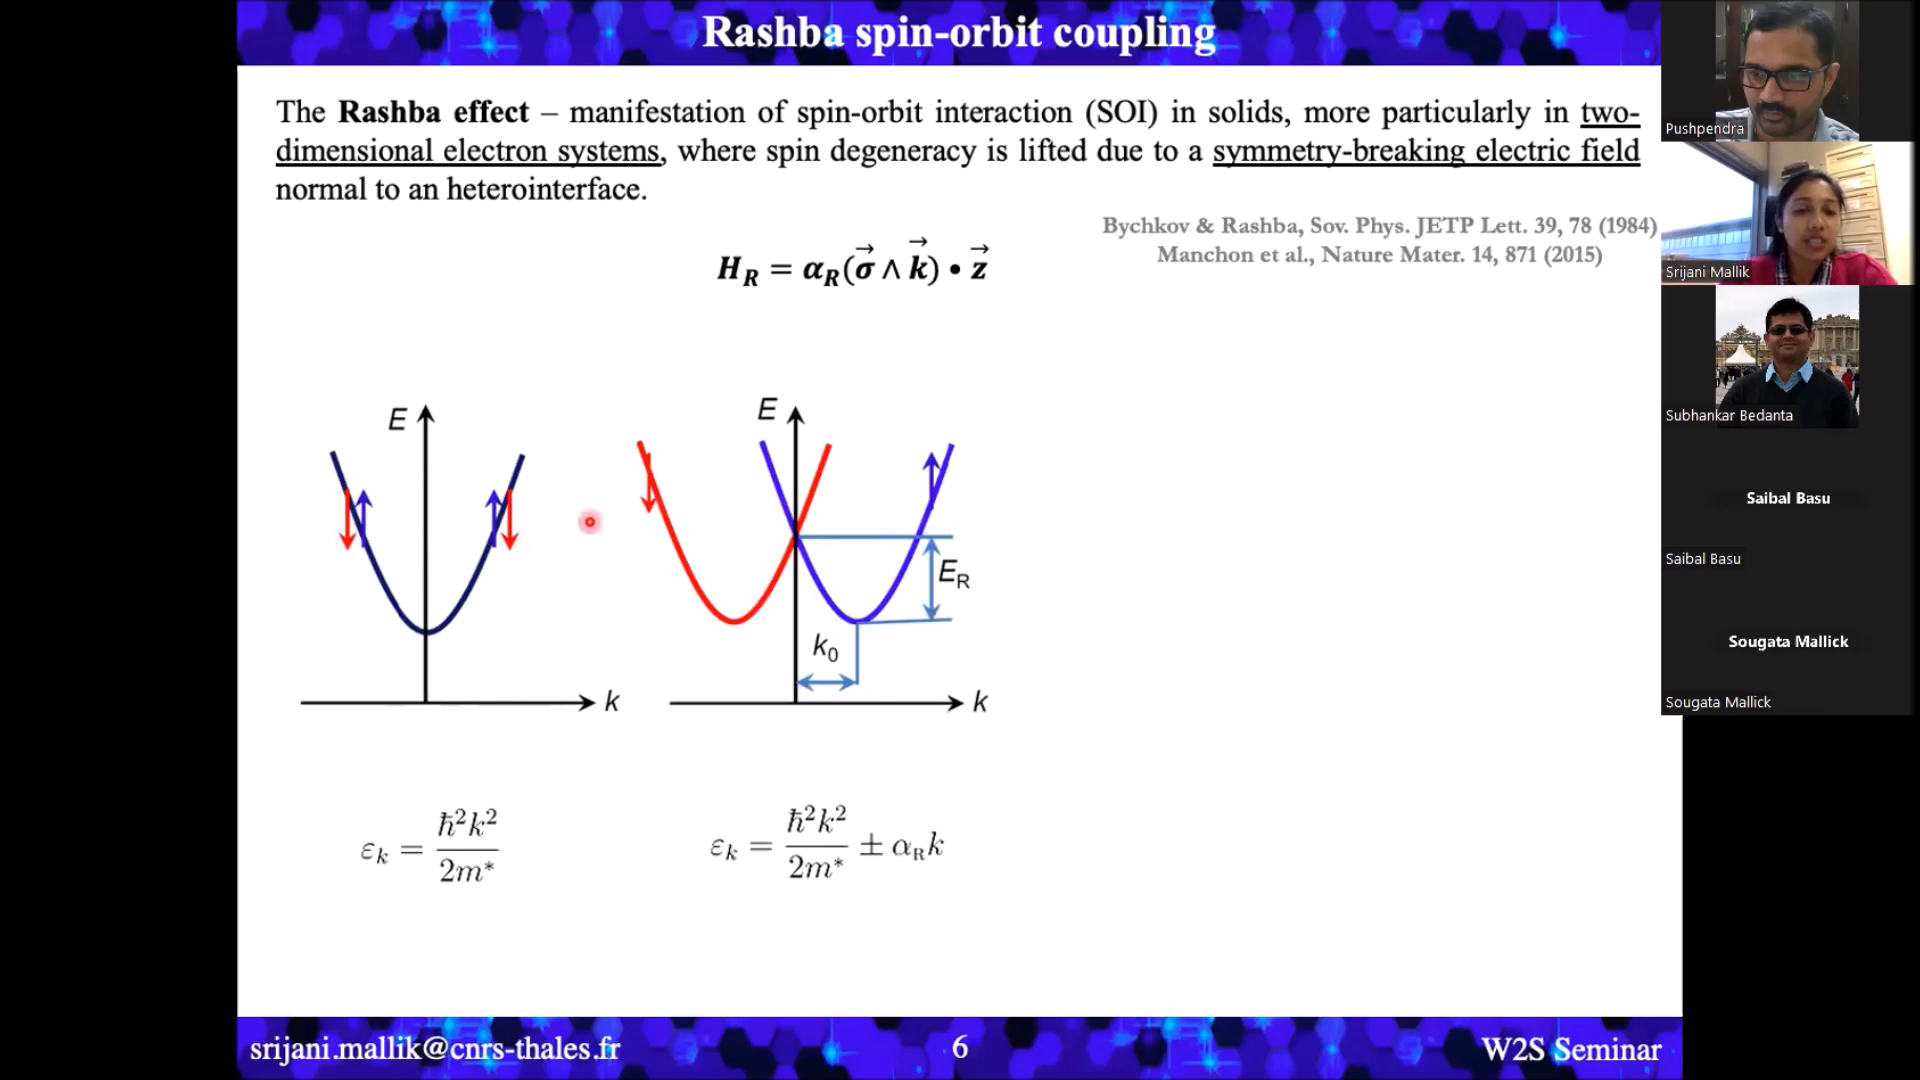 Rashba spin-orbit coupling
The Rashba effect – manifestation of spin-orbit interaction (SOI) in solids, more particularly in two-
dimensional electron systems, where spin degeneracy is lifted due to a symmetry-breaking electric field
normal to an heterointerface.
Bychkov & Rashba, Sov. Phys. JETP Lett. 39, 78 (1984)
Manchon et al., Nature Mater. 14, 871 (2015)
H_R = α_R(σ⃗ ∧ k⃗) • z⃗
E
k
E
E_R
k_0
k
ε_k = ħ²k² / 2m*
ε_k = ħ²k² / 2m* ± α_R k
srijani.mallik@cnrs-thales.fr
6
W2S Seminar
Pushpendra
Srijani Mallik
Subhankar Bedanta
Saibal Basu
Saibal Basu
Sougata Mallick
Sougata Mallick